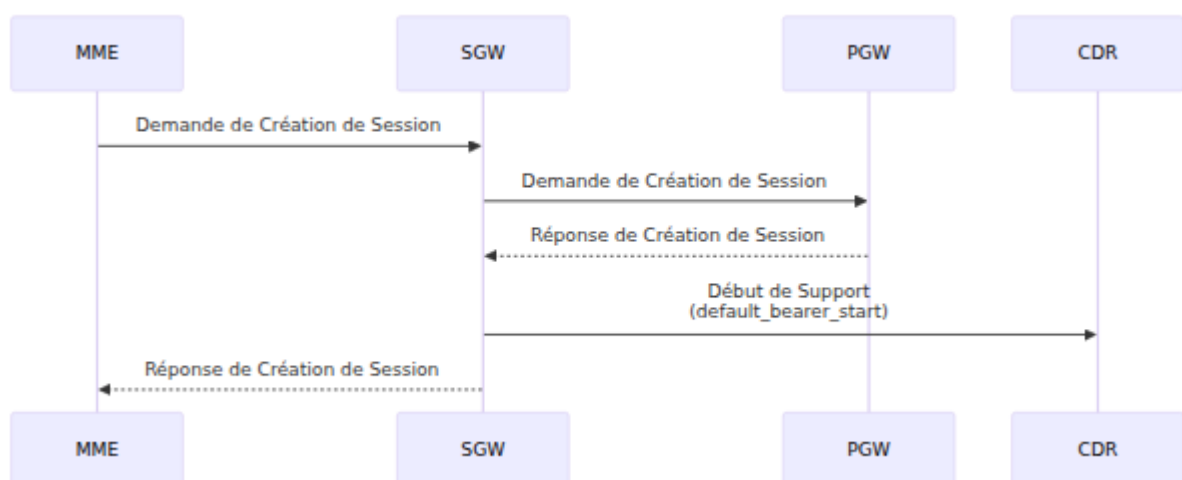 MME SGW PGW CDR
Demande de Création de Session
Demande de Création de Session
Réponse de Création de Session
Début de Support
(default_bearer_start)
Réponse de Création de Session
MME SGW PGW CDR